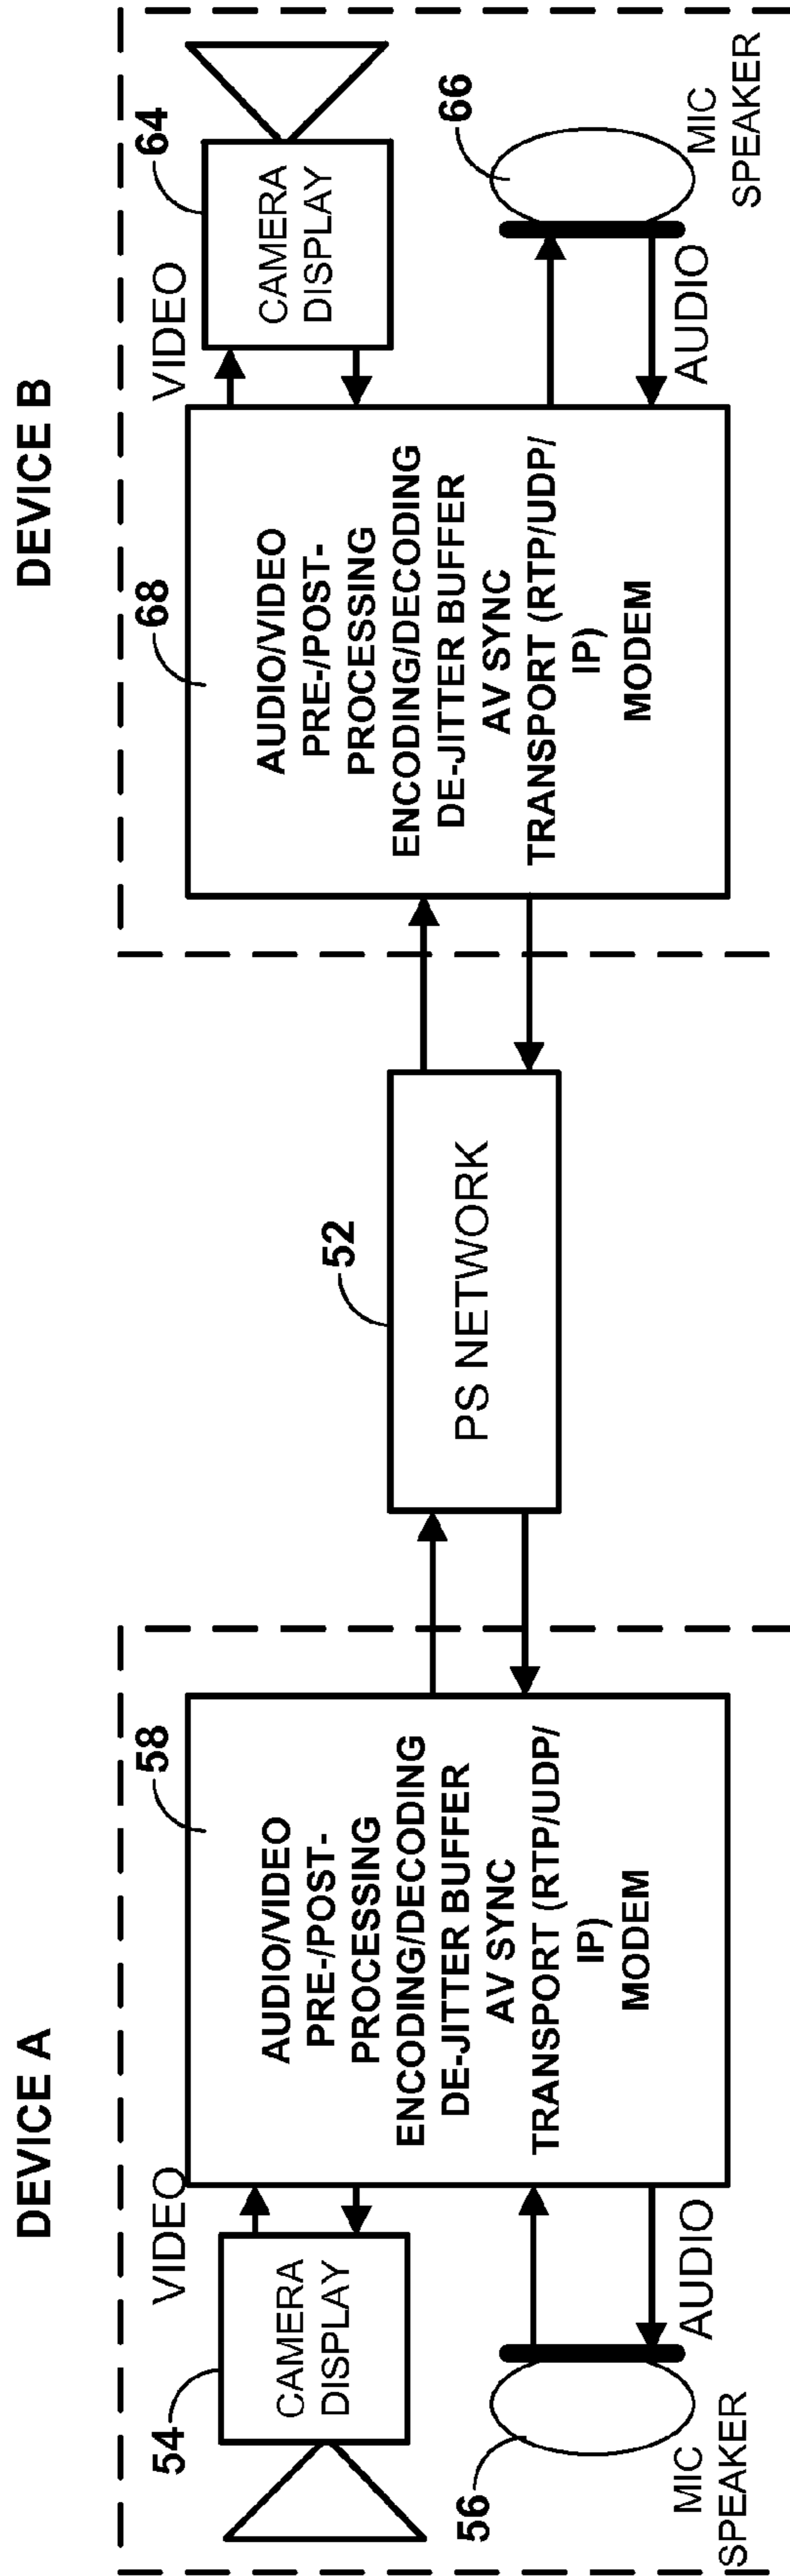 DEVICE A
DEVICE B
VIDEO
54
CAMERA
DISPLAY
56
MIC
SPEAKER
AUDIO
58
AUDIO/VIDEO
PRE-/POST-
PROCESSING
ENCODING/DECODING
DE-JITTER BUFFER
AV SYNC
TRANSPORT (RTP/UDP/
IP)
MODEM
52
PS NETWORK
68
AUDIO/VIDEO
PRE-/POST-
PROCESSING
ENCODING/DECODING
DE-JITTER BUFFER
AV SYNC
TRANSPORT (RTP/UDP/
IP)
MODEM
VIDEO
64
CAMERA
DISPLAY
66
MIC
SPEAKER
AUDIO